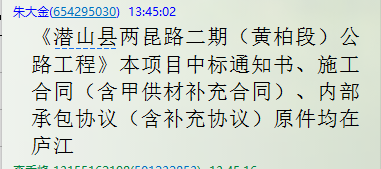 朱大金(654295030) 13:45:02
《潜山县两昆路二期（黄柏段）公
路工程》本项目中标通知书、施工
合同（含甲供材补充合同）、内部
承包协议（含补充协议）原件均在
庐江